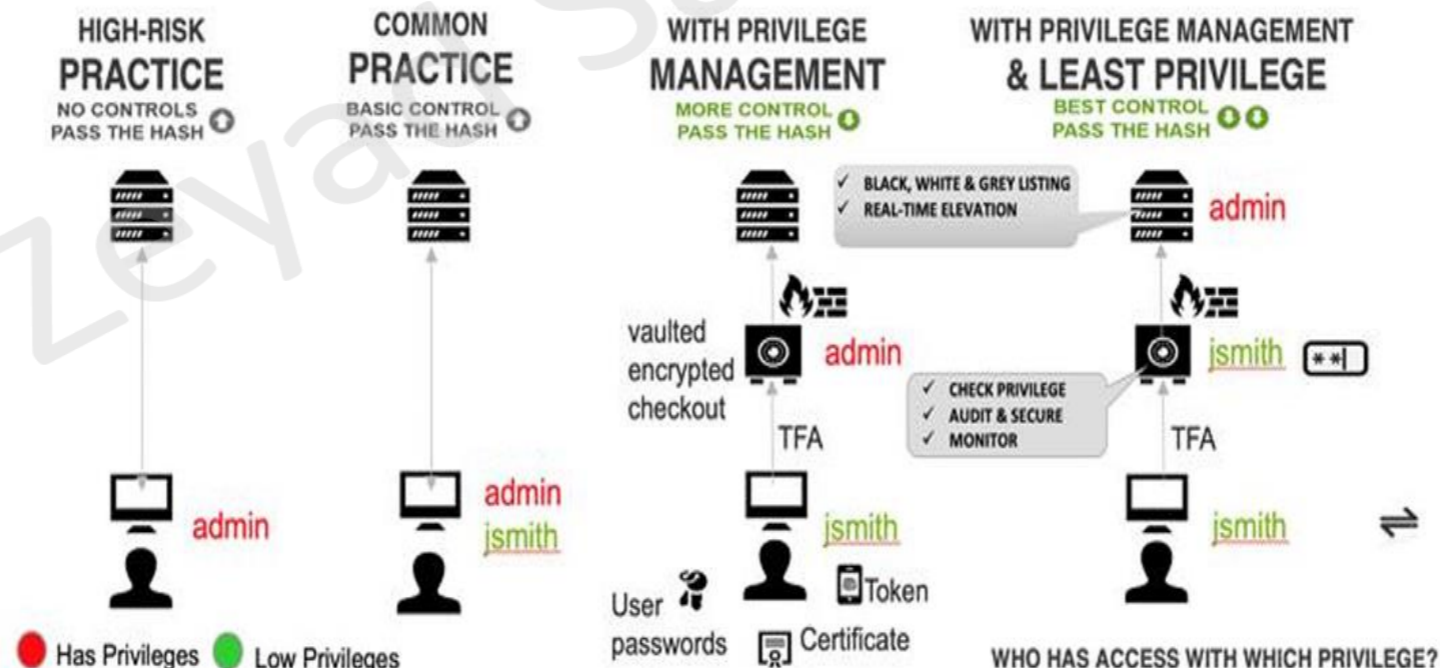 HIGH-RISK
PRACTICE
NO CONTROLS
PASS THE HASH
COMMON
PRACTICE
BASIC CONTROL
PASS THE HASH
WITH PRIVILEGE
MANAGEMENT
MORE CONTROL
PASS THE HASH
WITH PRIVILEGE MANAGEMENT
& LEAST PRIVILEGE
BEST CONTROL
PASS THE HASH
✓ BLACK, WHITE & GREY LISTING
✓ REAL-TIME ELEVATION
admin
vaulted
encrypted
checkout
admin
jsmith
**|
✓ CHECK PRIVILEGE
✓ AUDIT & SECURE
✓ MONITOR
TFA
TFA
admin
admin
jsmith
jsmith
jsmith
User
passwords
Token
Certificate
Has Privileges
Low Privileges
WHO HAS ACCESS WITH WHICH PRIVILEGE?
Zeyad